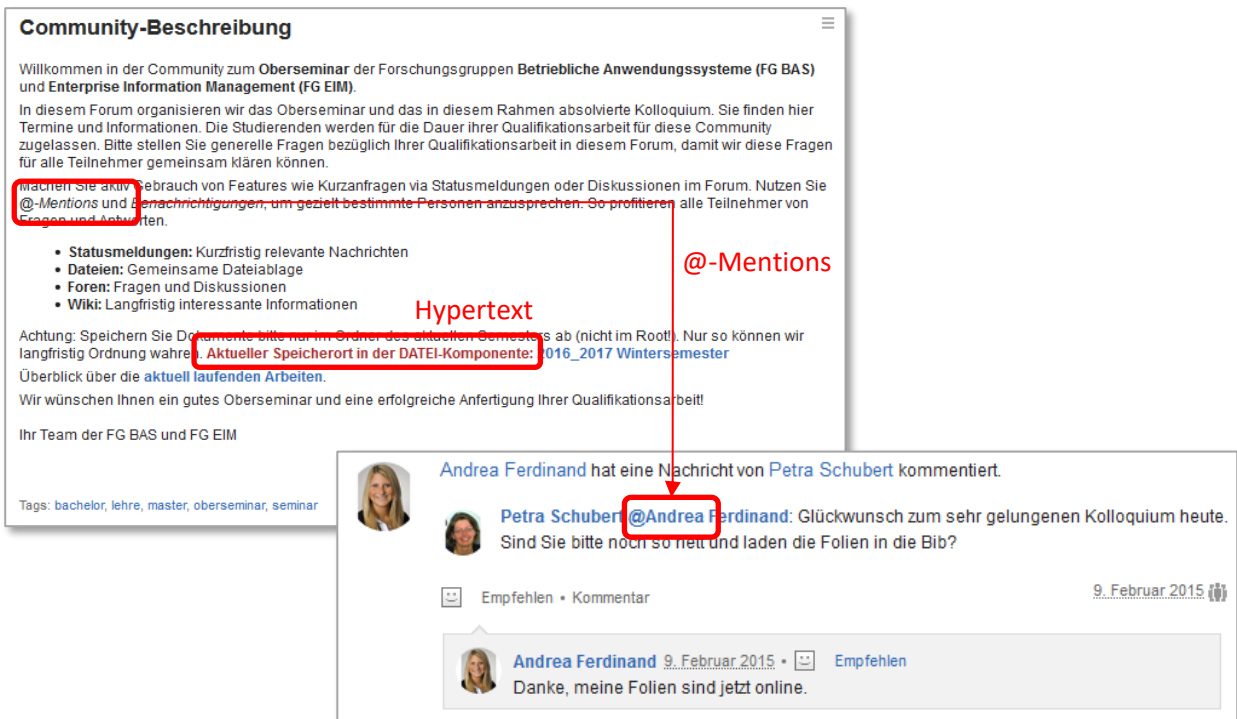 Community-Beschreibung
Willkommen in der Community zum Oberseminar der Forschungsgruppen Betriebliche Anwendungssysteme (FG BAS)
und Enterprise Information Management (FG EIM).
In diesem Forum organisieren wir das Oberseminar und das in diesem Rahmen absolvierte Kolloquium. Sie finden hier
Termine und Informationen. Die Studierenden werden für die Dauer ihrer Qualifikationsarbeit für diese Community
zugelassen. Bitte stellen Sie generelle Fragen bezüglich Ihrer Qualifikationsarbeit in diesem Forum, damit wir diese Fragen
für alle Teilnehmer gemeinsam klären können.
Machen Sie aktiv Gebrauch von Features wie Kurzanfragen via Statusmeldungen oder Diskussionen im Forum. Nutzen Sie
@-Mentions und Benachrichtigungen, um gezielt bestimmte Personen anzusprechen. So profitieren alle Teilnehmer von
Fragen und Antworten.
@-Mentions
• Statusmeldungen: Kurzfristig relevante Nachrichten
• Dateien: Gemeinsame Dateiablage
• Foren: Fragen und Diskussionen
• Wiki: Langfristig interessante Informationen
Hypertext
Achtung: Speichern Sie Dokumente bitte nur im Ordner des aktuellen Semesters ab (nicht im Root!). Nur so können wir
langfristig Ordnung wahren. Aktueller Speicherort in der DATEI-Komponente: 2016_2017 Wintersemester
Überblick über die aktuell laufenden Arbeiten.
Wir wünschen Ihnen ein gutes Oberseminar und eine erfolgreiche Anfertigung Ihrer Qualifikationsarbeit!
Ihr Team der FG BAS und FG EIM
Tags: bachelor, lehre, master, oberseminar, seminar
Andrea Ferdinand hat eine Nachricht von Petra Schubert kommentiert.
Petra Schubert @Andrea Ferdinand: Glückwunsch zum sehr gelungenen Kolloquium heute.
Sind Sie bitte noch so nett und laden die Folien in die Bib?
Empfehlen • Kommentar
9. Februar 2015
Andrea Ferdinand 9. Februar 2015 • Empfehlen
Danke, meine Folien sind jetzt online.